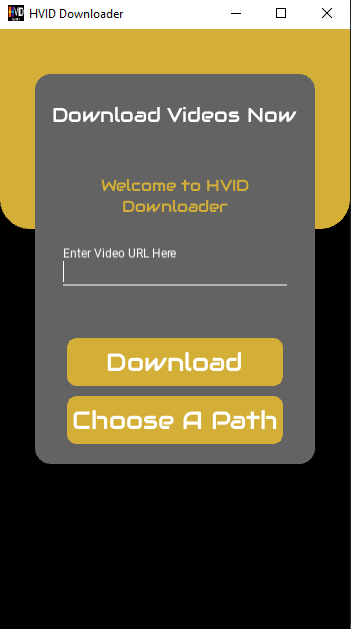 HVID Downloader
Download Videos Now
Welcome to HVID
Downloader
Enter Video URL Here
Download
Choose A Path